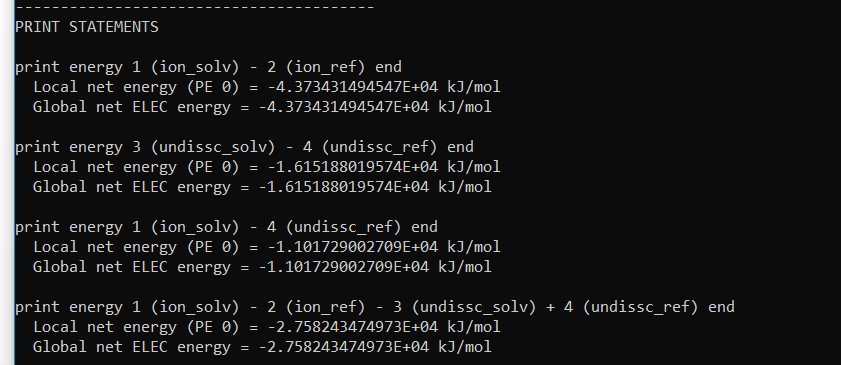 ----------------------------------------
PRINT STATEMENTS
print energy 1 (ion_solv) - 2 (ion_ref) end
Local net energy (PE 0) = -4.373431494547E+04 kJ/mol
Global net ELEC energy = -4.373431494547E+04 kJ/mol
print energy 3 (undissc_solv) - 4 (undissc_ref) end
Local net energy (PE 0) = -1.615188019574E+04 kJ/mol
Global net ELEC energy = -1.615188019574E+04 kJ/mol
print energy 1 (ion_solv) - 4 (undissc_ref) end
Local net energy (PE 0) = -1.101729002709E+04 kJ/mol
Global net ELEC energy = -1.101729002709E+04 kJ/mol
print energy 1 (ion_solv) - 2 (ion_ref) - 3 (undissc_solv) + 4 (undissc_ref) end
Local net energy (PE 0) = -2.758243474973E+04 kJ/mol
Global net ELEC energy = -2.758243474973E+04 kJ/mol